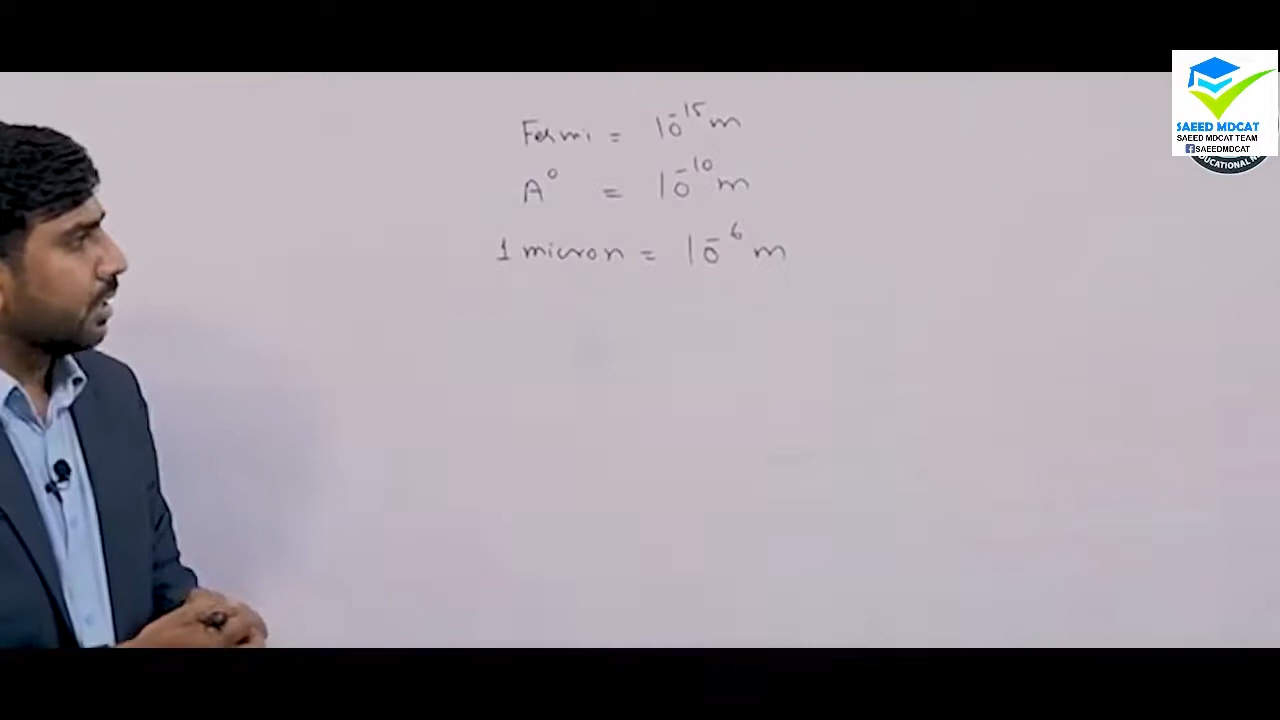 Fermi = 10⁻¹⁵ m
A° = 10⁻¹⁰ m
1 micron = 10⁻⁶ m
SAEED MDCAT
SAEED MDCAT TEAM
SAEEDMDCAT